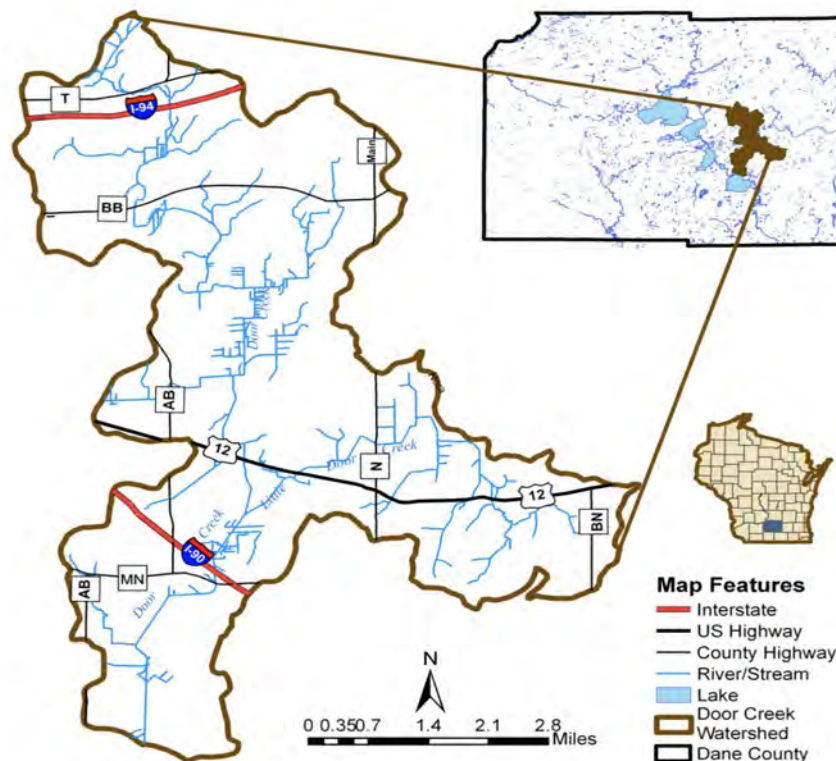 T
I-94
Main
BB
Door
Creek
AB
12
N
Little Door Creek
12
BN
I-90
Creek
MN
AB
Door
Map Features
Interstate
US Highway
County Highway
River/Stream
Lake
Door Creek
Watershed
Dane County
N
0 0.35 0.7 1.4 2.1 2.8
Miles